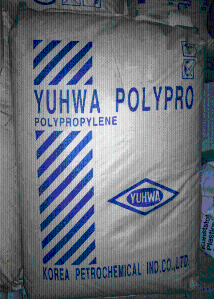 YUHWA POLYPRO
POLYPROPYLENE
YUHWA
KOREA PETROCHEMICAL IND.CO.,LTD.